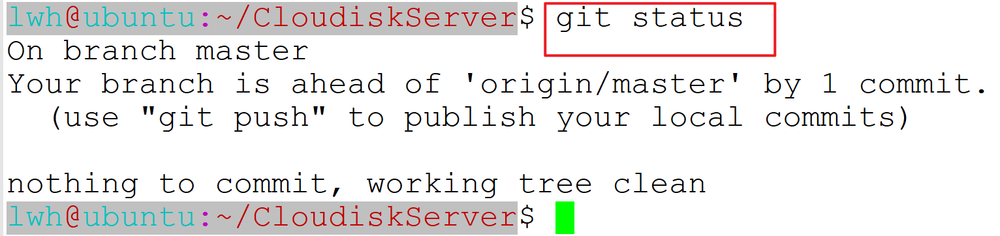 lwh@ubuntu:~/CloudiskServer$ git status
On branch master
Your branch is ahead of 'origin/master' by 1 commit.
  (use "git push" to publish your local commits)

nothing to commit, working tree clean
lwh@ubuntu:~/CloudiskServer$